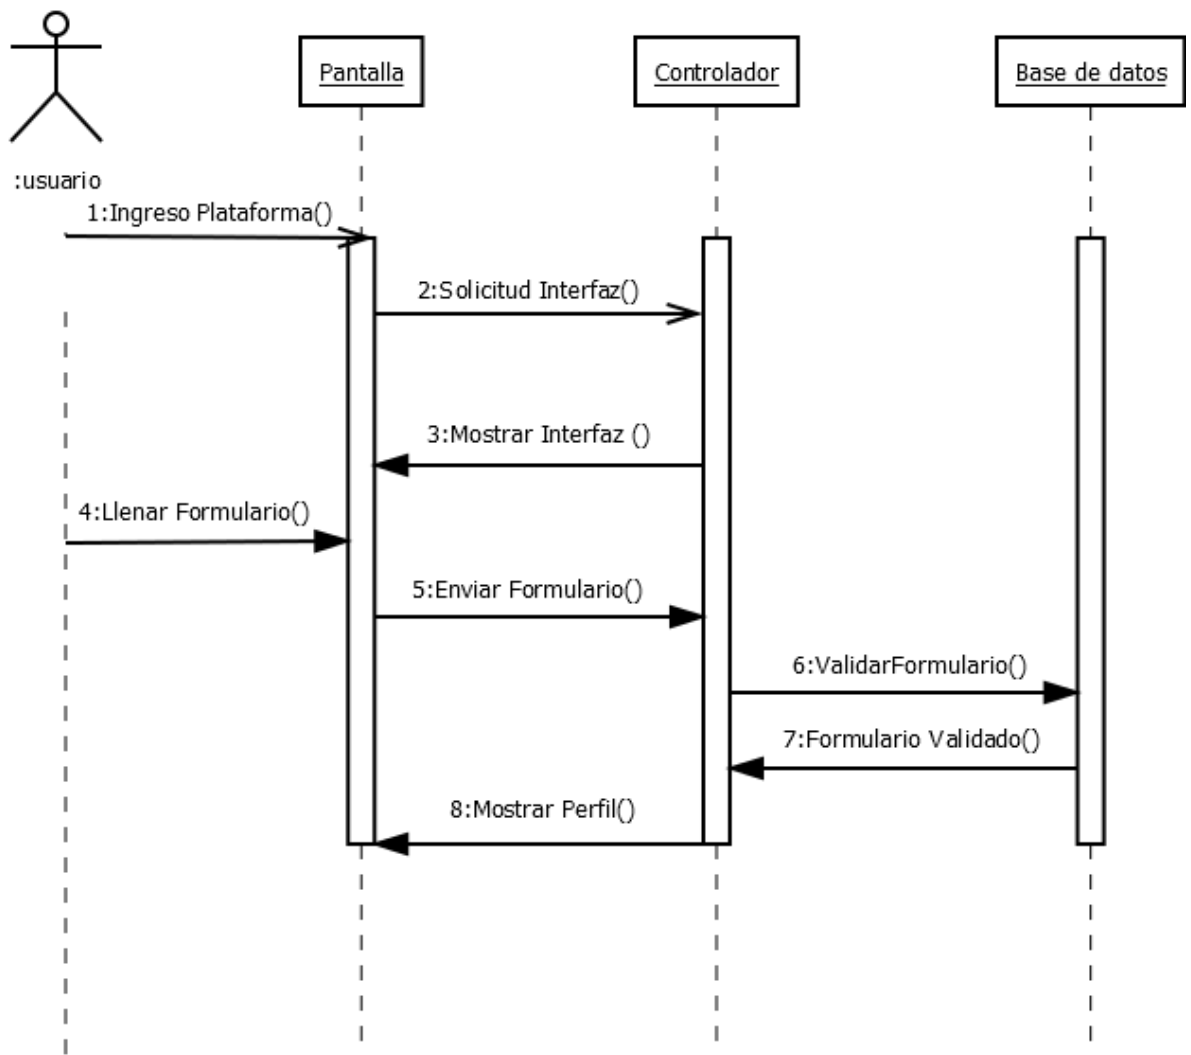 Pantalla
Controlador
Base de datos
:usuario
1:Ingreso Plataforma()
2:Solicitud Interfaz()
3:Mostrar Interfaz ()
4:Llenar Formulario()
5:Enviar Formulario()
6:ValidarFormulario()
7:Formulario Validado()
8:Mostrar Perfil()